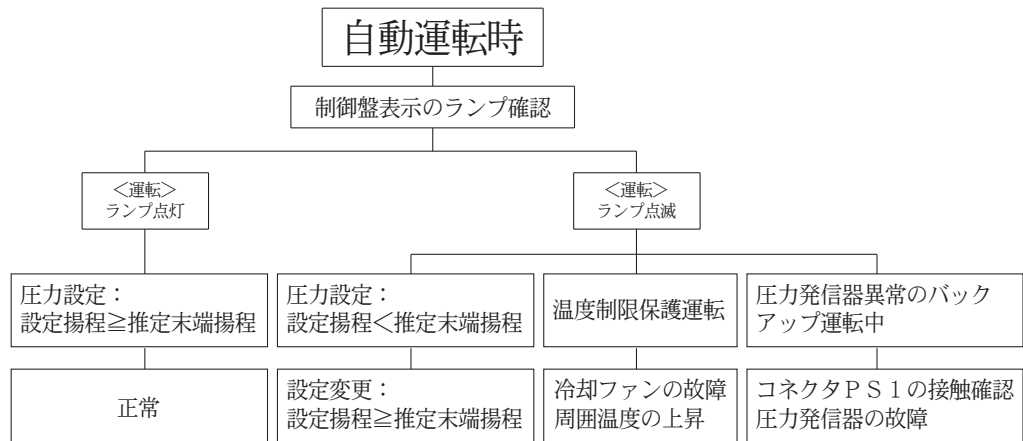 自動運転時
制御盤表示のランプ確認
＜運転＞
ランプ点灯
＜運転＞
ランプ点滅
圧力設定：
設定揚程≧推定末端揚程
圧力設定：
設定揚程＜推定末端揚程
温度制限保護運転
圧力発信器異常のバック
アップ運転中
正常
設定変更：
設定揚程≧推定末端揚程
冷却ファンの故障
周囲温度の上昇
コネクタＰＳ１の接触確認
圧力発信器の故障